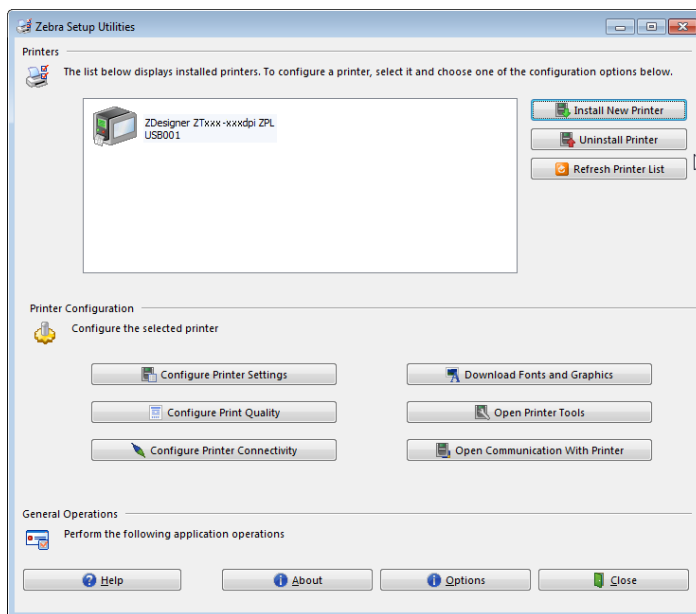 Zebra Setup Utilities
Printers
The list below displays installed printers. To configure a printer, select it and choose one of the configuration options below.
ZDesigner ZTxxx-xxxdpi ZPL
USB001
Install New Printer
Uninstall Printer
Refresh Printer List
Printer Configuration
Configure the selected printer
Configure Printer Settings
Download Fonts and Graphics
Configure Print Quality
Open Printer Tools
Configure Printer Connectivity
Open Communication With Printer
General Operations
Perform the following application operations
Help
About
Options
Close